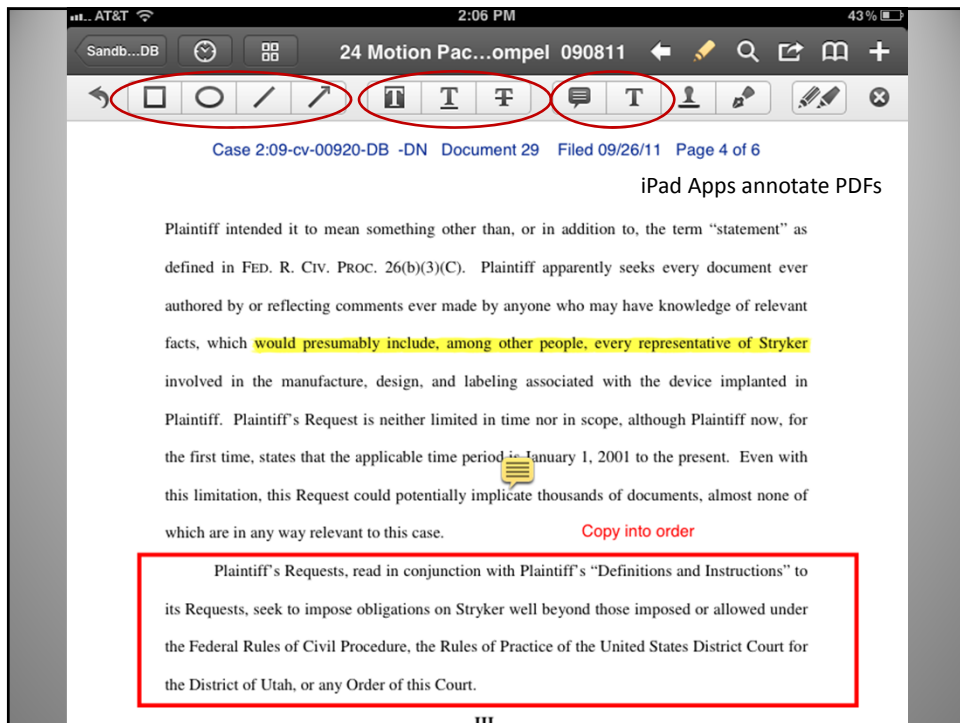 AT&T 2:06 PM 43%
Sandb...DB 24 Motion Pac...ompel 090811
T T T T
Case 2:09-cv-00920-DB -DN Document 29 Filed 09/26/11 Page 4 of 6
iPad Apps annotate PDFs
Plaintiff intended it to mean something other than, or in addition to, the term “statement” as
defined in FED. R. CIV. PROC. 26(b)(3)(C). Plaintiff apparently seeks every document ever
authored by or reflecting comments ever made by anyone who may have knowledge of relevant
facts, which would presumably include, among other people, every representative of Stryker
involved in the manufacture, design, and labeling associated with the device implanted in
Plaintiff. Plaintiff’s Request is neither limited in time nor in scope, although Plaintiff now, for
the first time, states that the applicable time period is January 1, 2001 to the present. Even with
this limitation, this Request could potentially implicate thousands of documents, almost none of
which are in any way relevant to this case.
Copy into order
Plaintiff’s Requests, read in conjunction with Plaintiff’s “Definitions and Instructions” to
its Requests, seek to impose obligations on Stryker well beyond those imposed or allowed under
the Federal Rules of Civil Procedure, the Rules of Practice of the United States District Court for
the District of Utah, or any Order of this Court.
III